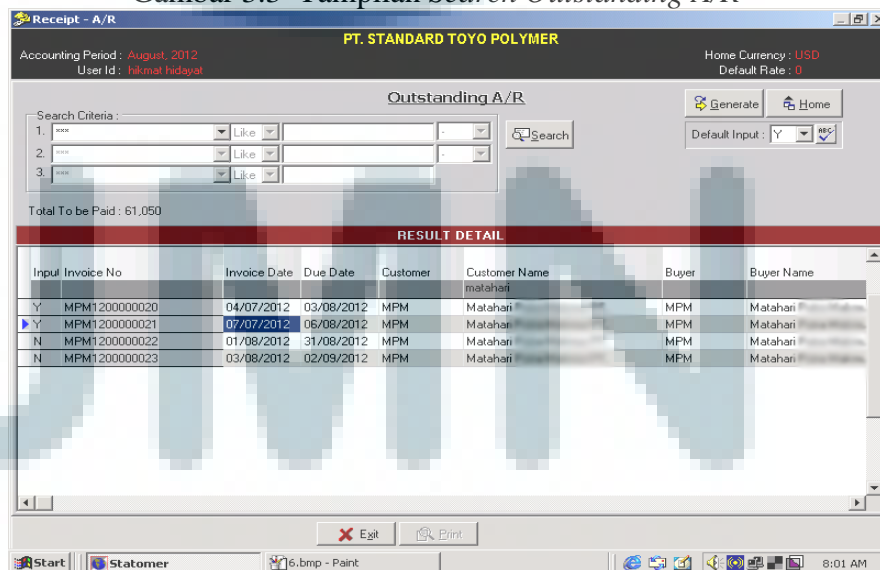 Gambar 3.5 Tampilan Search Outstanding A/R
Receipt - A/R
PT. STANDARD TOYO POLYMER
Accounting Period : August, 2012
Home Currency : USD
User Id : hikmat hidayat
Default Rate : 0
Outstanding A/R
Generate
Home
Search Criteria :
1. *** Like -
Search
Default Input : Y ABC
2. *** Like -
3. *** Like
Total To be Paid : 61,050
RESULT DETAIL
Input Invoice No Invoice Date Due Date Customer Customer Name Buyer Buyer Name
matahari
Y MPM1200000020 04/07/2012 03/08/2012 MPM Matahari MPM Matahari
Y MPM1200000021 07/07/2012 06/08/2012 MPM Matahari MPM Matahari
N MPM1200000022 01/08/2012 31/08/2012 MPM Matahari MPM Matahari
N MPM1200000023 03/08/2012 02/09/2012 MPM Matahari MPM Matahari
Exit
Print
Start
Statomer
6.bmp - Paint
8:01 AM
UMN